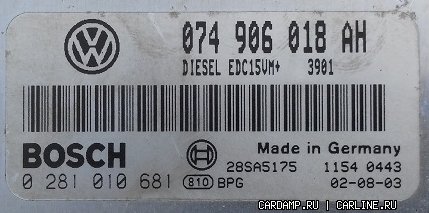 074 906 018 AH
DIESEL EDC15VM+ 3901
Made in Germany
BOSCH
28SA5175 1154 0443
0 281 010 681 810 BPG 02-08-03
CARDAMP.RU | CARLINE.RU